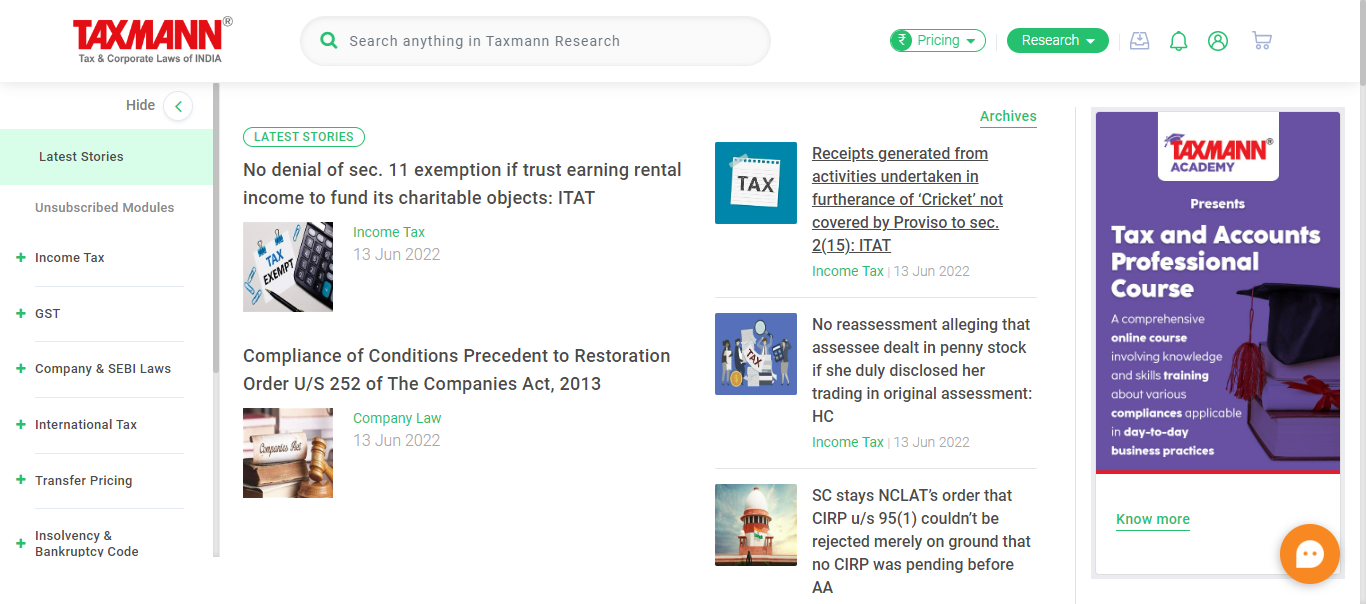 TAXMANN®
Tax & Corporate Laws of INDIA
Search anything in Taxmann Research
₹ Pricing
Research
Hide
Latest Stories
Unsubscribed Modules
Income Tax
GST
Company & SEBI Laws
International Tax
Transfer Pricing
Insolvency &
Bankruptcy Code
LATEST STORIES
No denial of sec. 11 exemption if trust earning rental
income to fund its charitable objects: ITAT
TAX
EXEMPT
Income Tax
13 Jun 2022
Compliance of Conditions Precedent to Restoration
Order U/S 252 of The Companies Act, 2013
Companies Act
Company Law
13 Jun 2022
Archives
TAX
Receipts generated from
activities undertaken in
furtherance of ‘Cricket’ not
covered by Proviso to sec.
2(15): ITAT
Income Tax | 13 Jun 2022
TAX
No reassessment alleging that
assessee dealt in penny stock
if she duly disclosed her
trading in original assessment:
HC
Income Tax | 13 Jun 2022
SC stays NCLAT’s order that
CIRP u/s 95(1) couldn’t be
rejected merely on ground that
no CIRP was pending before
AA
TAXMANN®
ACADEMY
Presents
Tax and Accounts
Professional
Course
A comprehensive
online course
involving knowledge
and skills training
about various
compliances applicable
in day-to-day
business practices
Know more